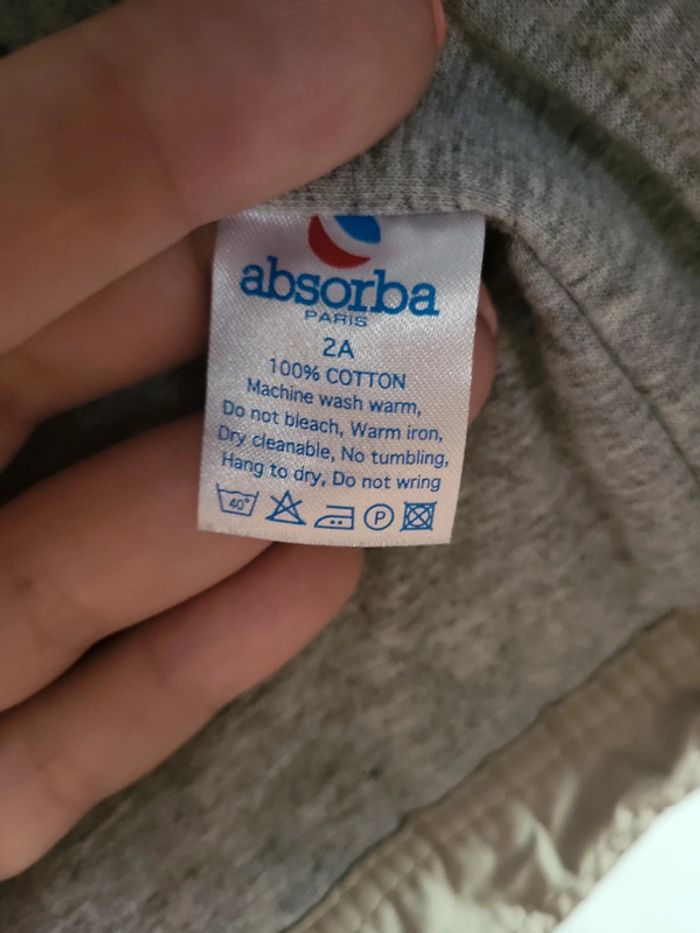 absorba
PARIS
2A
100% COTTON
Machine wash warm,
Do not bleach, Warm iron,
Dry cleanable, No tumbling,
Hang to dry, Do not wring
40° P